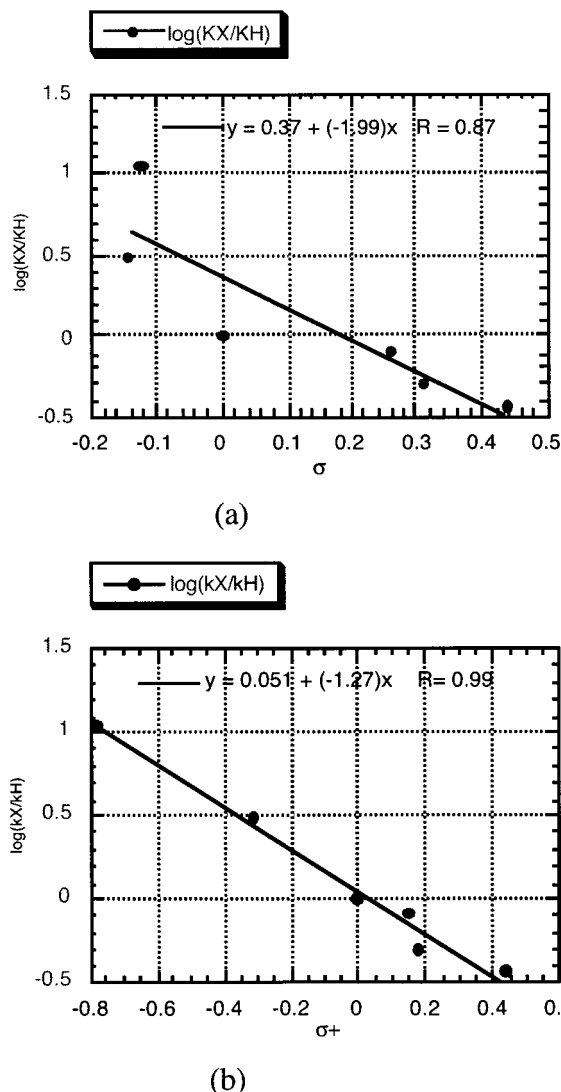 log(KX/KH)
1.5
y = 0.37 + (-1.99)x R = 0.87
1
log(KX/KH)
0.5
0
-0.5
-0.2 -0.1 0 0.1 0.2 0.3 0.4 0.5
σ
(a)
log(kX/kH)
1.5
y = 0.051 + (-1.27)x R= 0.99
1
log(kX/kH)
0.5
0
-0.5
-0.8 -0.6 -0.4 -0.2 0 0.2 0.4 0.
σ+
(b)